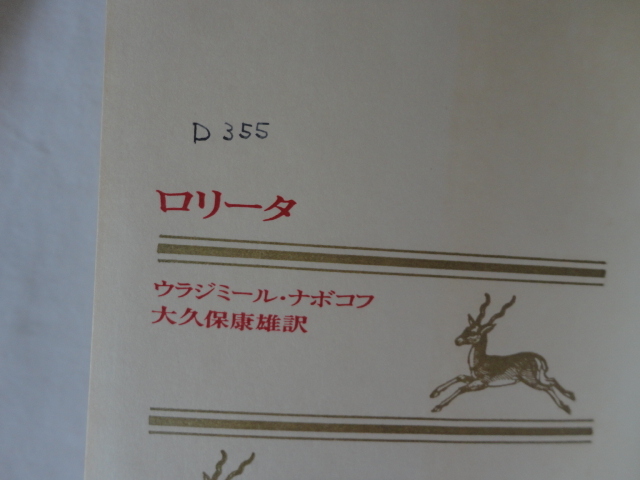 D 355
ロリータ
ウラジミール・ナボコフ
大久保康雄訳